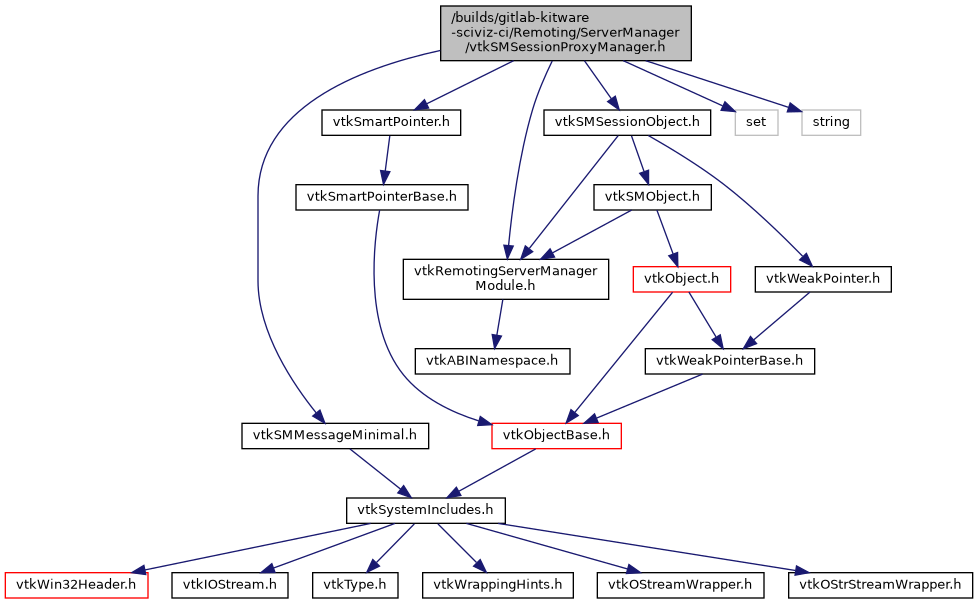 /builds/gitlab-kitware
-sciviz-ci/Remoting/ServerManager
/vtkSMSessionProxyManager.h
vtkSmartPointer.h
vtkSMSessionObject.h
set
string
vtkSmartPointerBase.h
vtkSMObject.h
vtkRemotingServerManager
Module.h
vtkObject.h
vtkWeakPointer.h
vtkABINamespace.h
vtkWeakPointerBase.h
vtkSMMessageMinimal.h
vtkObjectBase.h
vtkSystemIncludes.h
vtkWin32Header.h
vtkIOStream.h
vtkType.h
vtkWrappingHints.h
vtkOStreamWrapper.h
vtkOStrStreamWrapper.h